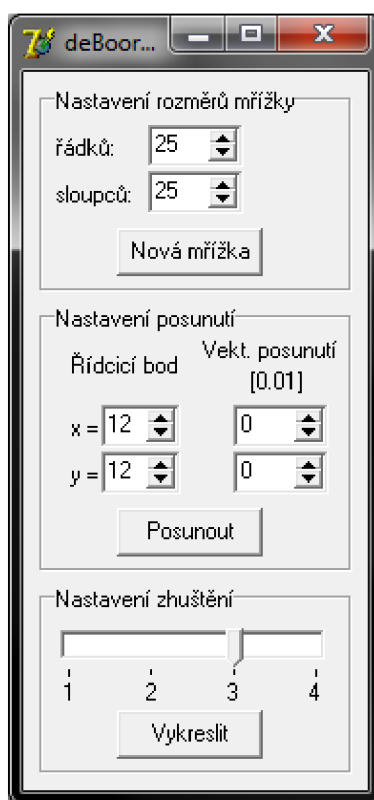 deBoor...
Nastavení rozměrů mřížky
řádků: 25
sloupců: 25
Nová mřížka
Nastavení posunutí
Řídcicí bod
Vekt. posunutí
[0.01]
x = 12 0
y = 12 0
Posunout
Nastavení zhuštění
1 2 3 4
Vykreslit